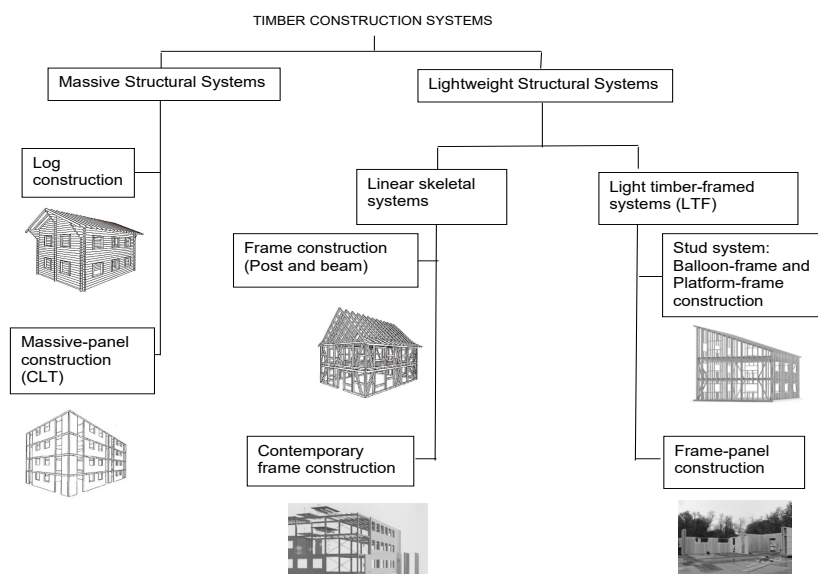 TIMBER CONSTRUCTION SYSTEMS
Massive Structural Systems
Lightweight Structural Systems
Log
construction
Massive-panel
construction
(CLT)
Linear skeletal
systems
Frame construction
(Post and beam)
Contemporary
frame construction
Light timber-framed
systems (LTF)
Stud system:
Balloon-frame and
Platform-frame
construction
Frame-panel
construction